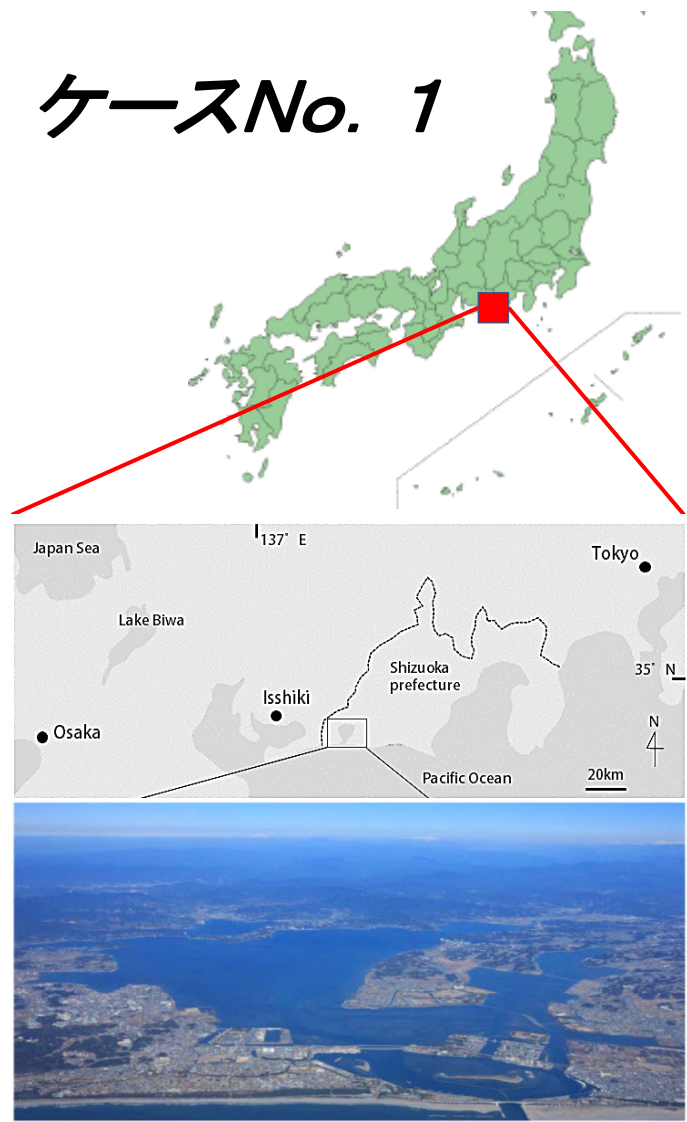 ケースNo. 1
137° E
Japan Sea
Tokyo
Lake Biwa
Shizuoka
prefecture
35° N
Isshiki
Osaka
N
Pacific Ocean
20km